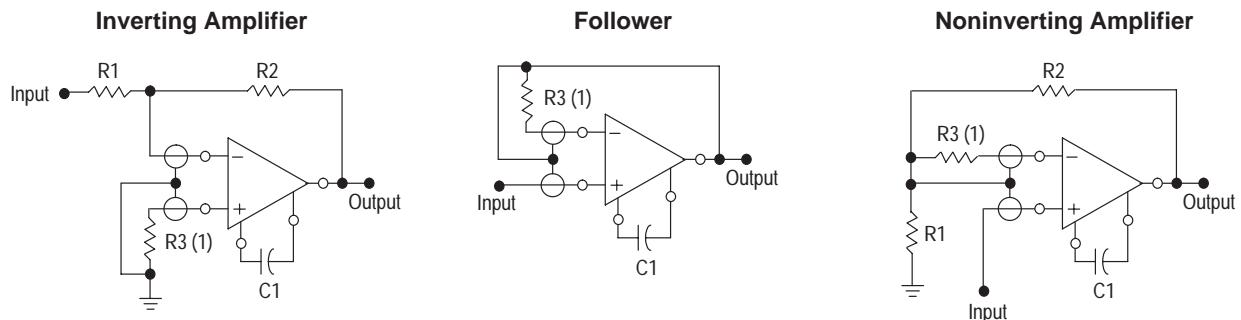 Inverting Amplifier
R1
R2
Input
−
+
Output
R3 (1)
C1
Follower
R3 (1)
−
+
Output
Input
C1
Noninverting Amplifier
R2
R3 (1)
−
+
Output
R1
C1
Input